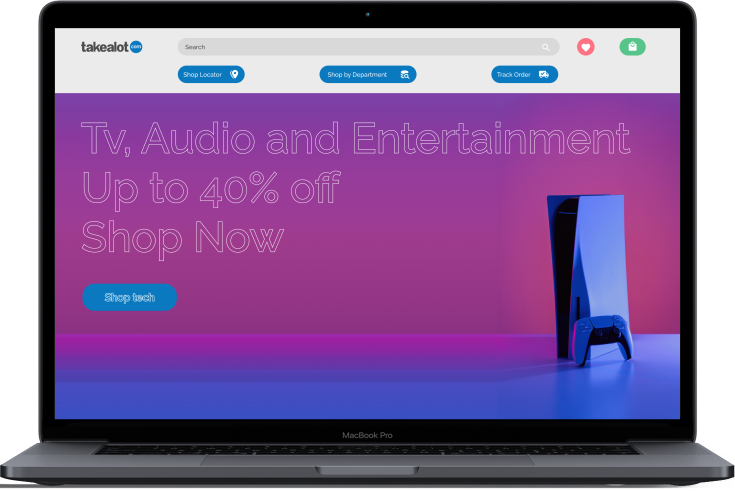 takealot com
Search
Shop Locator
Shop by Department
Track Order
Tv, Audio and Entertainment
Up to 40% off
Shop Now
Shop tech
MacBook Pro